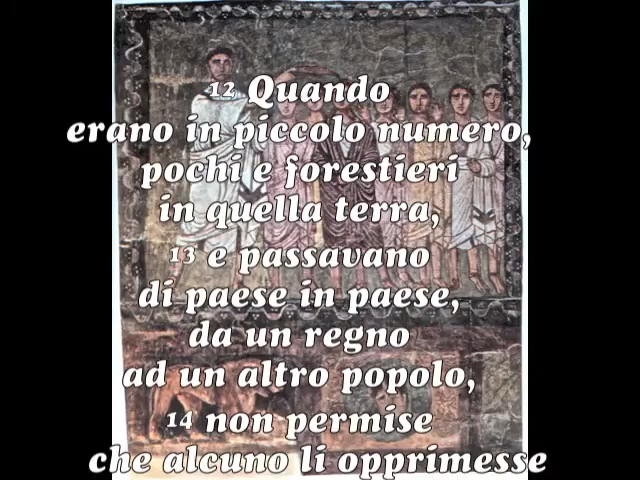 12 Quando
erano in piccolo numero,
pochi e forestieri
in quella terra,
13 e passavano
di paese in paese,
da un regno
ad un altro popolo,
14 non permise
che alcuno li opprimesse